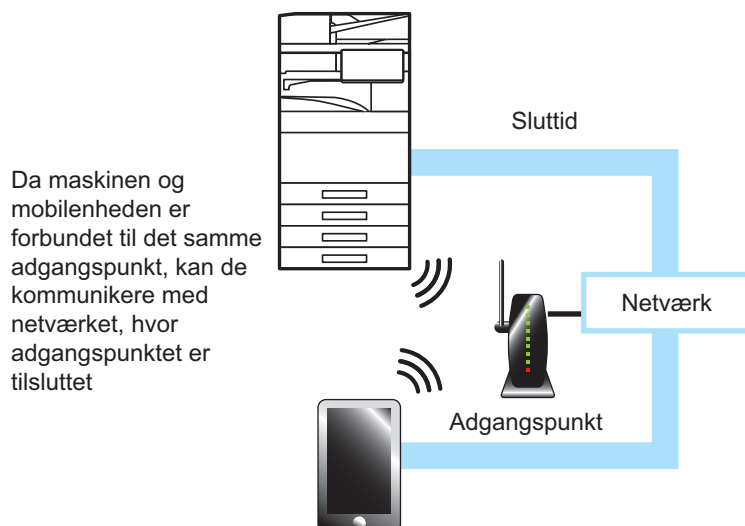 Sluttid
Da maskinen og
mobilenheden er
forbundet til det samme
adgangspunkt, kan de
kommunikere med
netværket, hvor
adgangspunktet er
tilsluttet
Netværk
Adgangspunkt